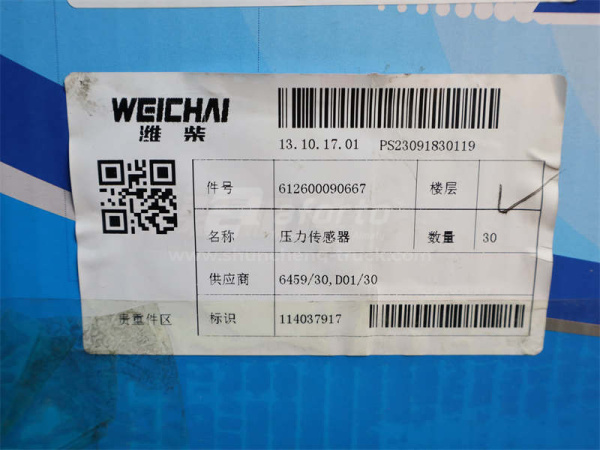 WEICHAI
潍柴
13.10.17.01 PS23091830119
件号 612600090667 楼层
名称 压力传感器 数量 30
供应商 6459/30,D01/30
贵重件区 标识 114037917